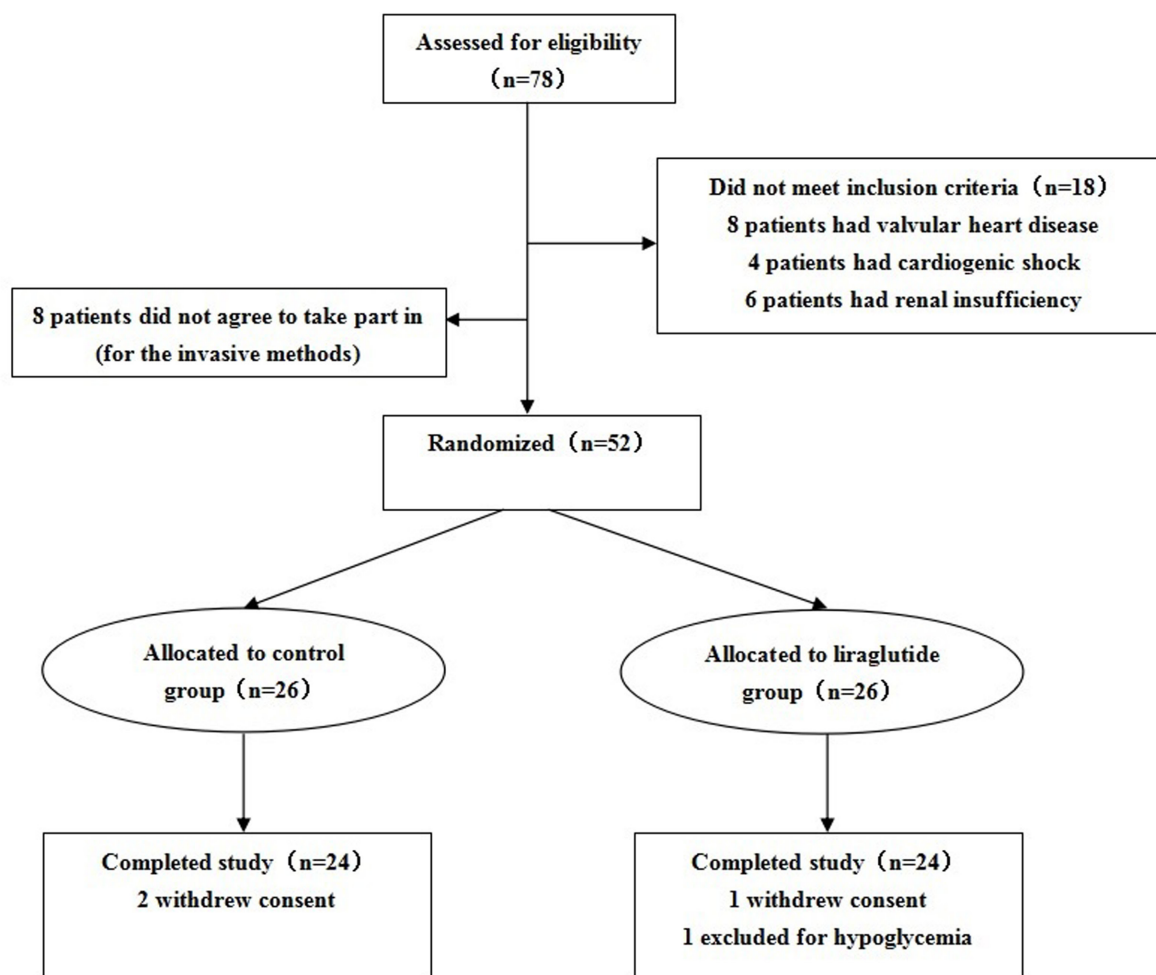 Assessed for eligibility
（n=78）
Did not meet inclusion criteria（n=18）
8 patients had valvular heart disease
4 patients had cardiogenic shock
6 patients had renal insufficiency
8 patients did not agree to take part in
(for the invasive methods)
Randomized（n=52）
Allocated to control
group（n=26）
Allocated to liraglutide
group（n=26）
Completed study（n=24）
2 withdrew consent
Completed study（n=24）
1 withdrew consent
1 excluded for hypoglycemia